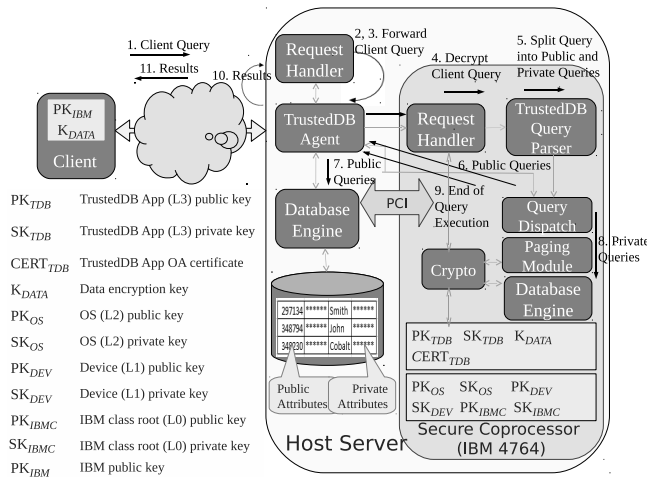 1. Client Query
11. Results
10. Results
2, 3. Forward
Client Query
Request
Handler
4. Decrypt
Client Query
5. Split Query
into Public and
Private Queries
PK_IBM
K_DATA
Client
TrustedDB
Agent
Request
Handler
TrustedDB
Query
Parser
7. Public
Queries
6. Public Queries
9. End of
Query
Execution
PCI
Database
Engine
Query
Dispatch
8. Private
Queries
Paging
Module
Crypto
Database
Engine
297134 ****** Smith ******
348794 ****** John ******
349230 ****** Cobalt ******
Public
Attributes
Private
Attributes
PK_TDB SK_TDB K_DATA
CERT_TDB
PK_OS SK_OS PK_DEV
SK_DEV PK_IBMC SK_IBMC
Host Server
Secure Coprocessor
(IBM 4764)
PK_TDB TrustedDB App (L3) public key
SK_TDB TrustedDB App (L3) private key
CERT_TDB TrustedDB App OA certificate
K_DATA Data encryption key
PK_OS OS (L2) public key
SK_OS OS (L2) private key
PK_DEV Device (L1) public key
SK_DEV Device (L1) private key
PK_IBMC IBM class root (L0) public key
SK_IBMC IBM class root (L0) private key
PK_IBM IBM public key